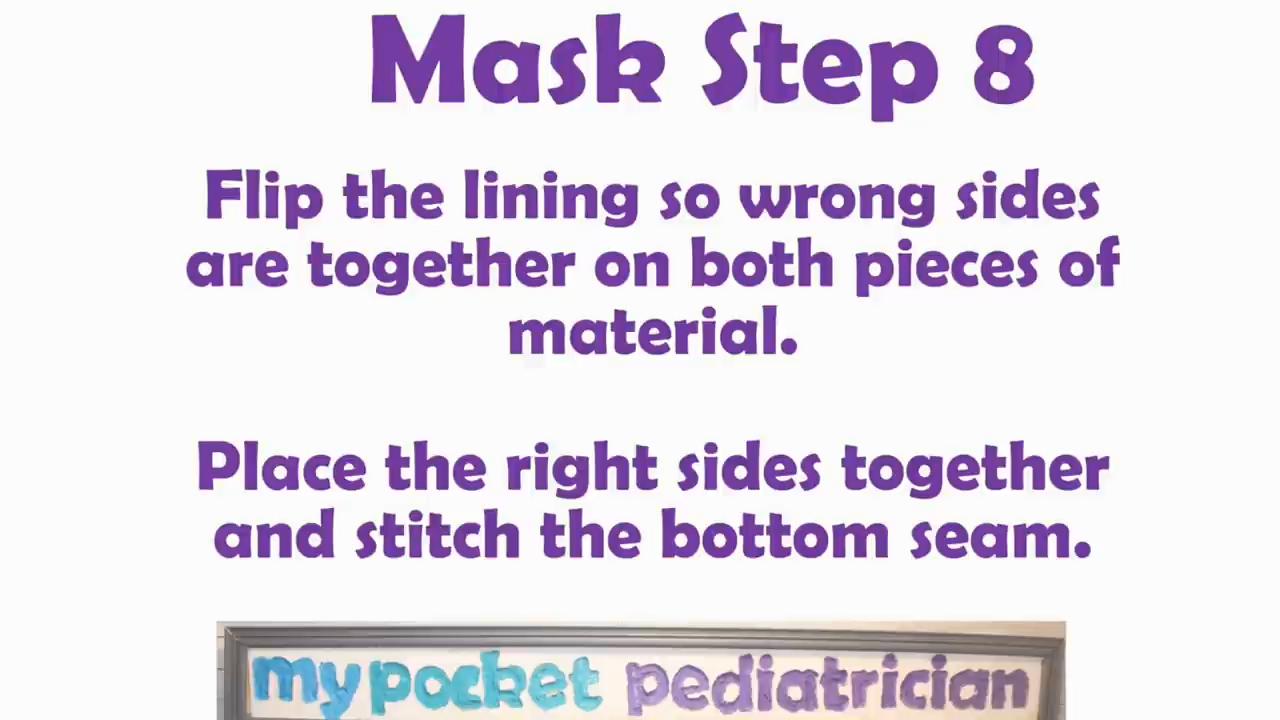 Mask Step 8
Flip the lining so wrong sides
are together on both pieces of
material.
Place the right sides together
and stitch the bottom seam.
my pocket pediatrician